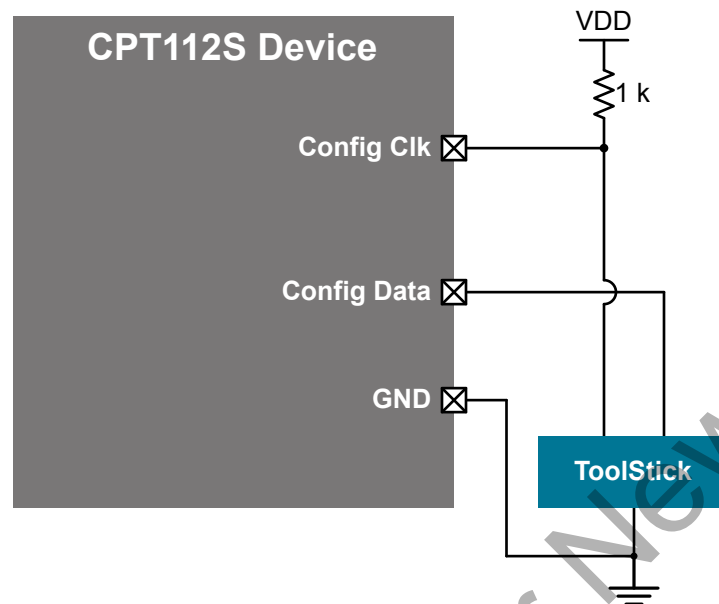 VDD
CPT112S Device
1 k
Config Clk
Config Data
GND
ToolStick